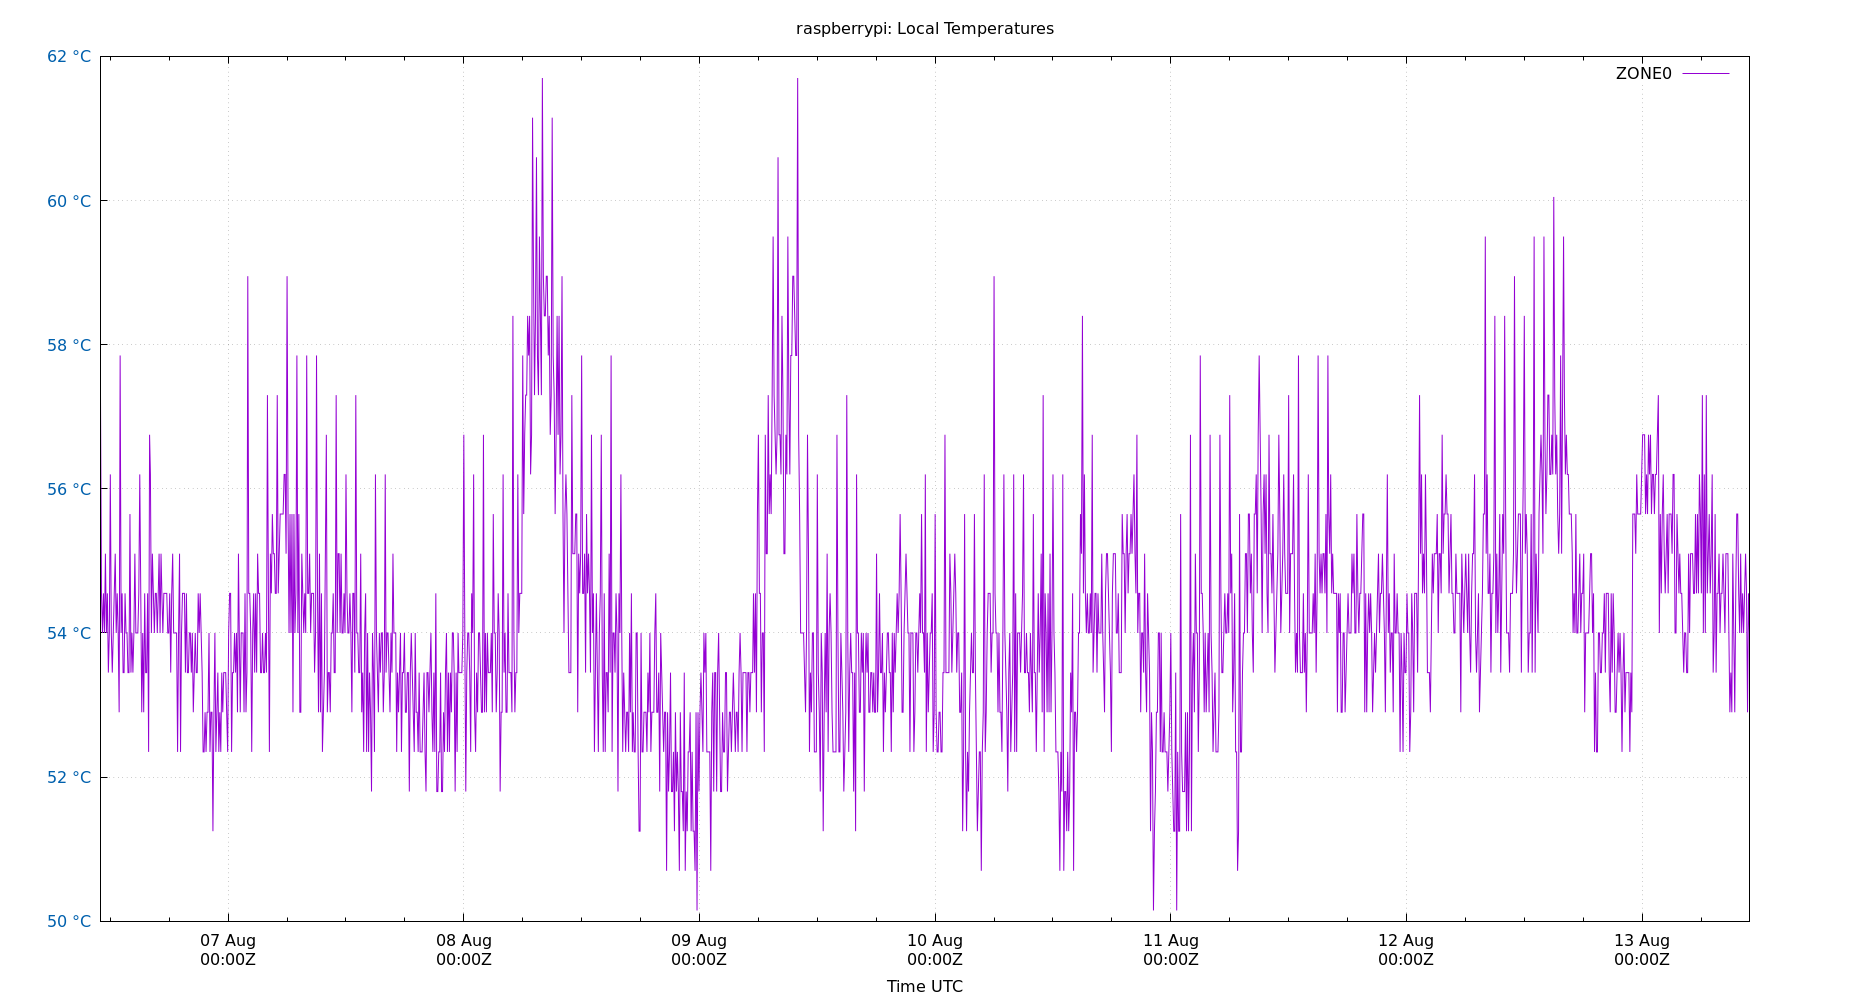 raspberrypi: Local Temperatures
62 °C
ZONE0
60 °C
58 °C
56 °C
54 °C
52 °C
50 °C
07 Aug 08 Aug 09 Aug 10 Aug 11 Aug 12 Aug 13 Aug
00:00Z 00:00Z 00:00Z 00:00Z 00:00Z 00:00Z 00:00Z
Time UTC